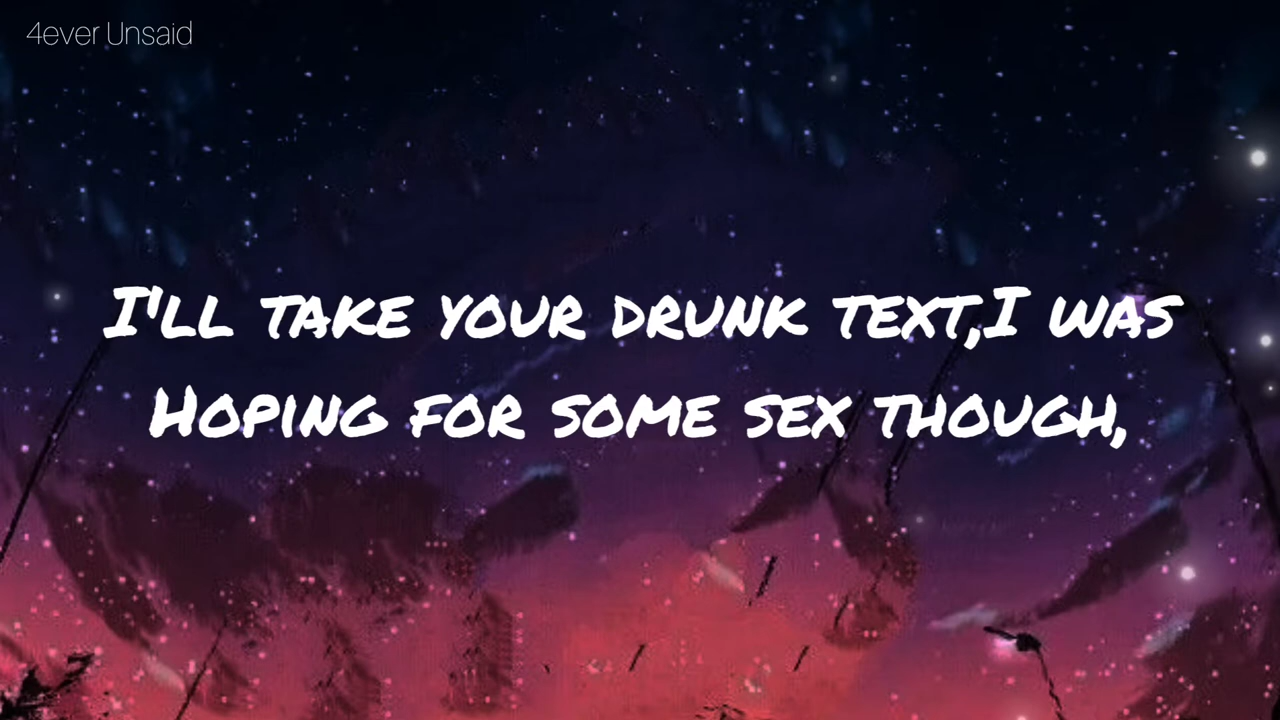 4ever Unsaid
I'LL TAKE YOUR DRUNK TEXT,I WAS
HOPING FOR SOME SEX THOUGH,